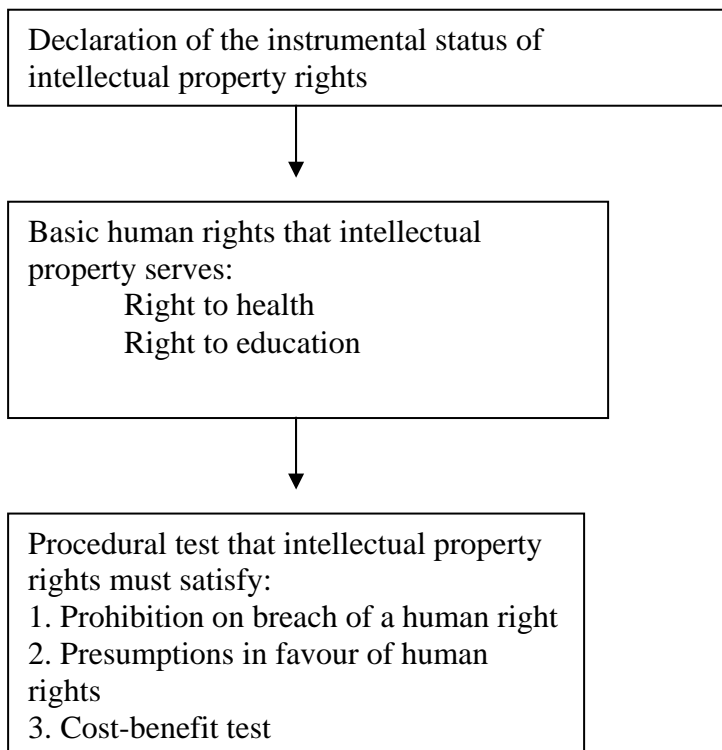 Declaration of the instrumental status of
intellectual property rights
Basic human rights that intellectual
property serves:
Right to health
Right to education
Procedural test that intellectual property
rights must satisfy:
1. Prohibition on breach of a human right
2. Presumptions in favour of human
rights
3. Cost-benefit test